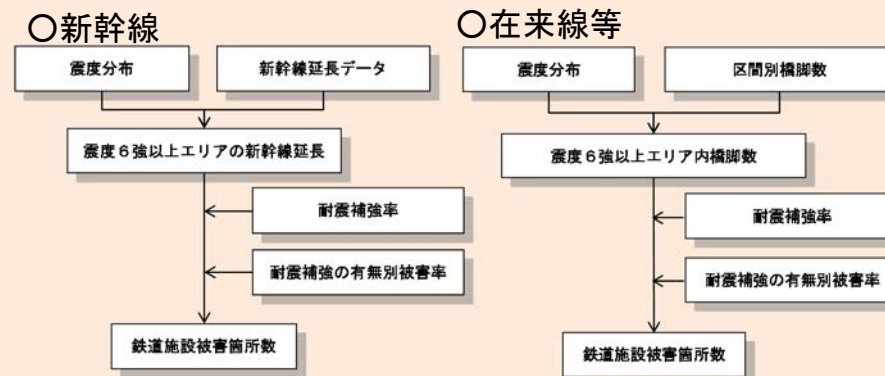 ○新幹線
震度分布
新幹線延長データ
震度６強以上エリアの新幹線延長
耐震補強率
耐震補強の有無別被害率
鉄道施設被害箇所数
○在来線等
震度分布
区間別橋脚数
震度６強以上エリア内橋脚数
耐震補強率
耐震補強の有無別被害率
鉄道施設被害箇所数